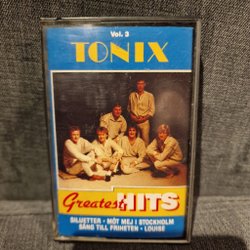 Vol. 3
TONIX
Greatest HITS
SILUETTER · MÖT MEJ I STOCKHOLM
SÅNG TILL FRIHETEN · LOUISE